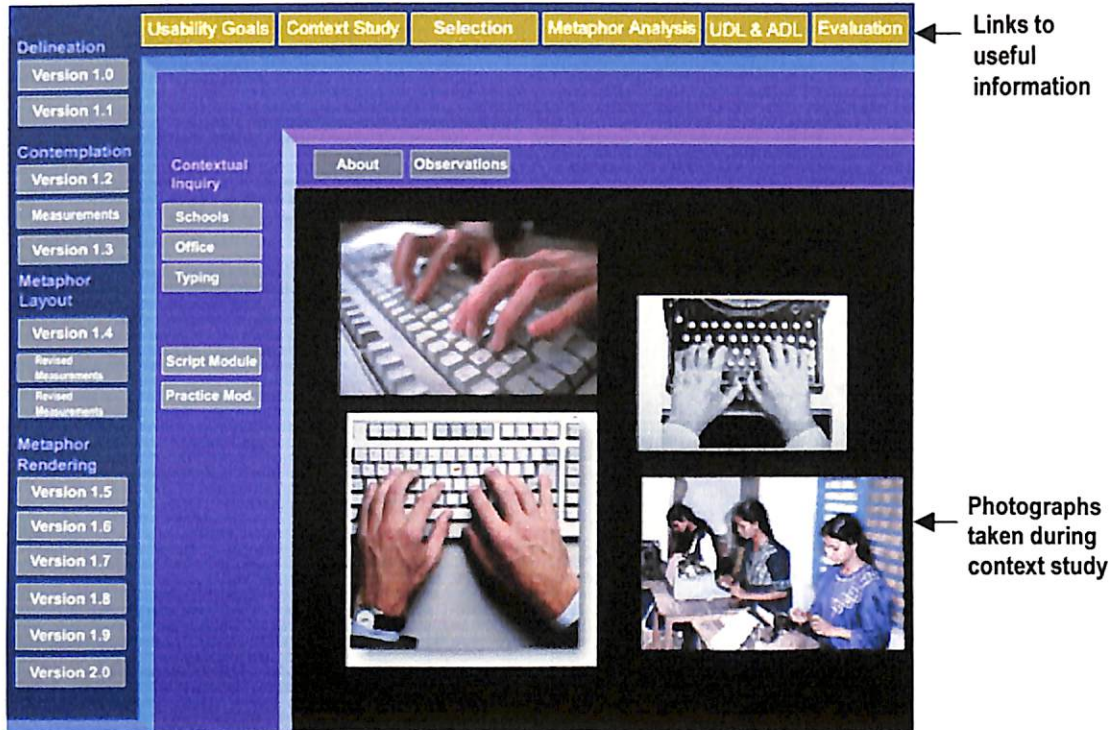 Usability Goals
Context Study
Selection
Metaphor Analysis
UDL & ADL
Evaluation
Links to
useful
information
Delineation
Version 1.0
Version 1.1
Contemplation
Version 1.2
Measurements
Version 1.3
Metaphor
Layout
Version 1.4
Revised
Measurements
Revised
Measurements
Metaphor
Rendering
Version 1.5
Version 1.6
Version 1.7
Version 1.8
Version 1.9
Version 2.0
Contextual
Inquiry
Schools
Office
Typing
Script Module
Practice Mod.
About
Observations
Photographs
taken during
context study